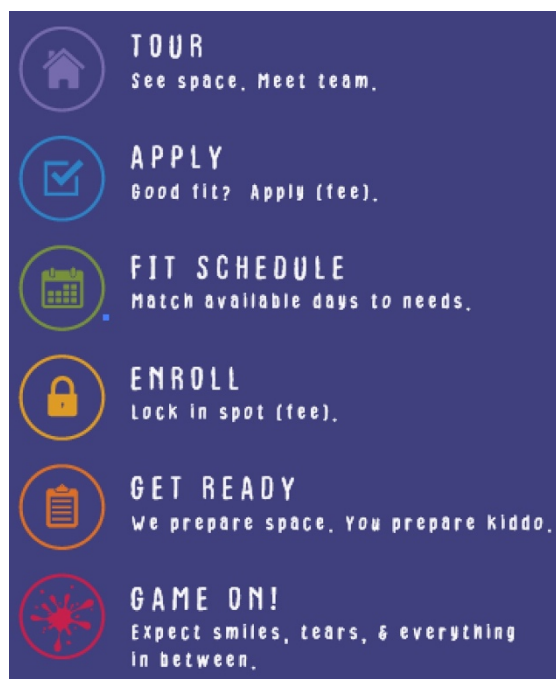 TOUR
See space. Meet team.
APPLY
Good fit?  Apply (fee).
FIT SCHEDULE
Match available days to needs.
ENROLL
Lock in spot (fee).
GET READY
We prepare space. You prepare kiddo.
GAME ON!
Expect smiles, tears, & everything
in between.